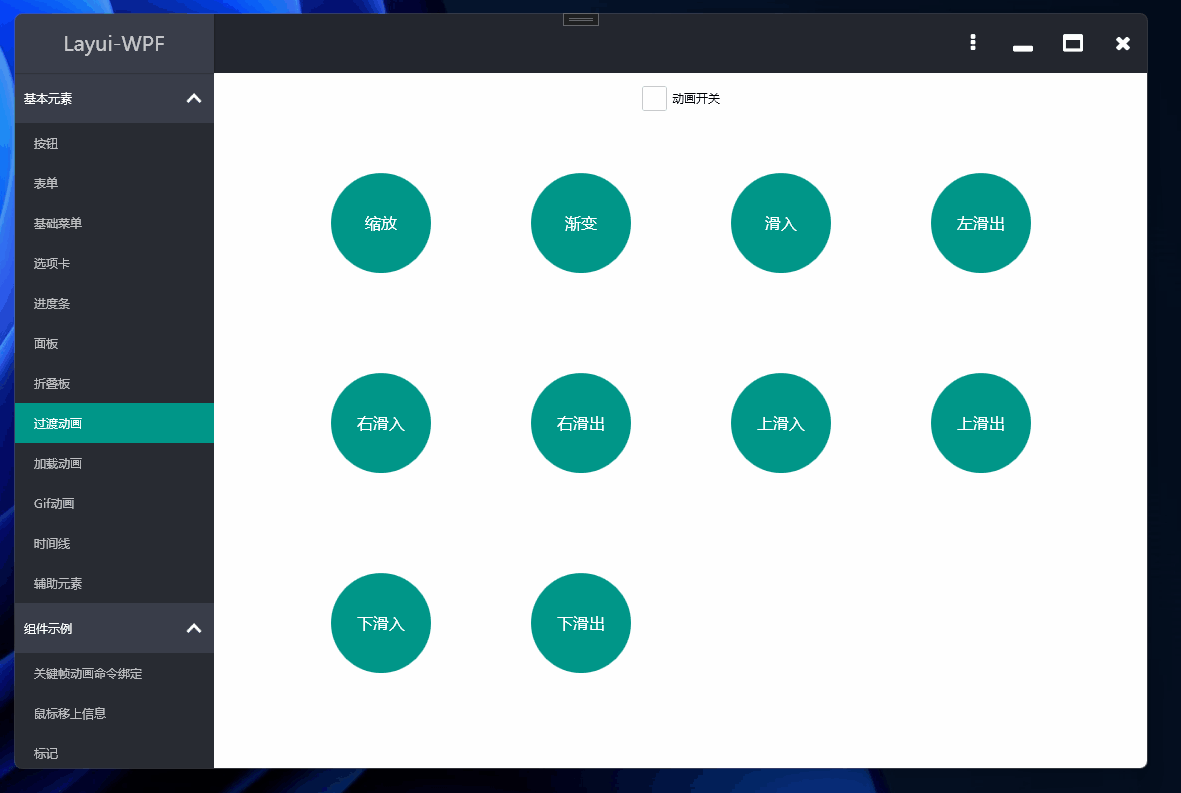 Layui-WPF
基本元素
按钮
表单
基础菜单
选项卡
进度条
面板
折叠板
过渡动画
加载动画
Gif动画
时间线
辅助元素
组件示例
关键帧动画命令绑定
鼠标移上信息
标记
动画开关
缩放
渐变
滑入
左滑出
右滑入
右滑出
上滑入
上滑出
下滑入
下滑出